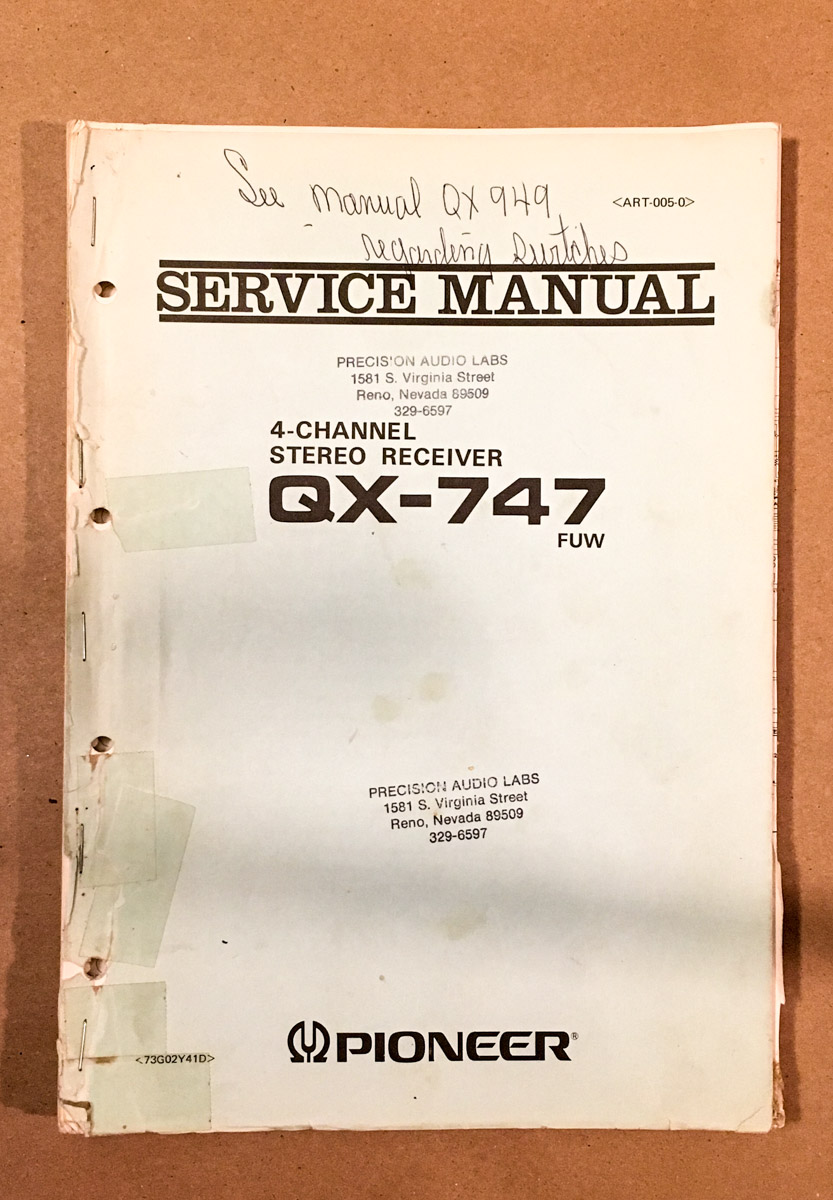 See manual QX 949
<ART-005-0>
regarding switches
SERVICE MANUAL
PRECISION AUDIO LABS
1581 S. Virginia Street
Reno, Nevada 89509
329-6597
4-CHANNEL
STEREO RECEIVER
QX-747
FUW
PRECISION AUDIO LABS
1581 S. Virginia Street
Reno, Nevada 89509
329-6597
PIONEER®
<73G02Y41D>